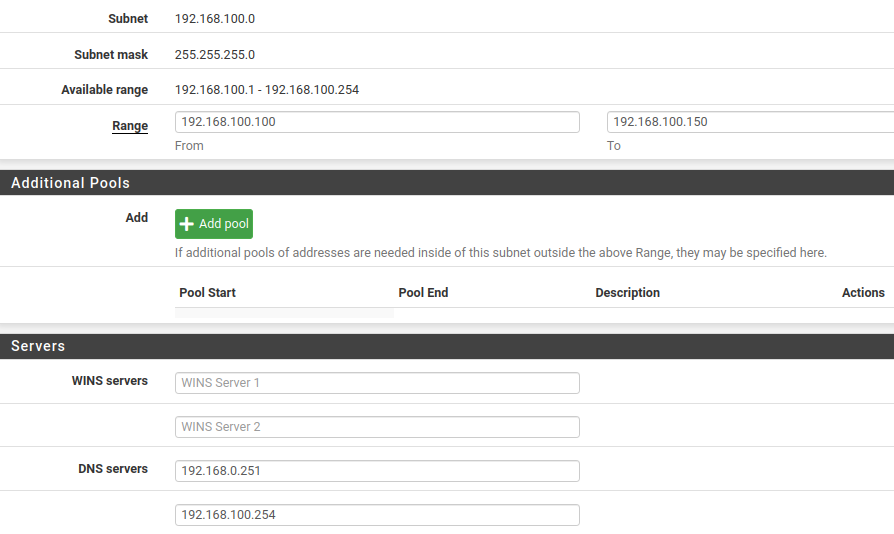 Subnet 192.168.100.0
Subnet mask 255.255.255.0
Available range 192.168.100.1 - 192.168.100.254
Range 192.168.100.100 192.168.100.150
From To
Additional Pools
Add Add pool
If additional pools of addresses are needed inside of this subnet outside the above Range, they may be specified here.
Pool Start Pool End Description Actions
Servers
WINS servers WINS Server 1
WINS Server 2
DNS servers 192.168.0.251
192.168.100.254